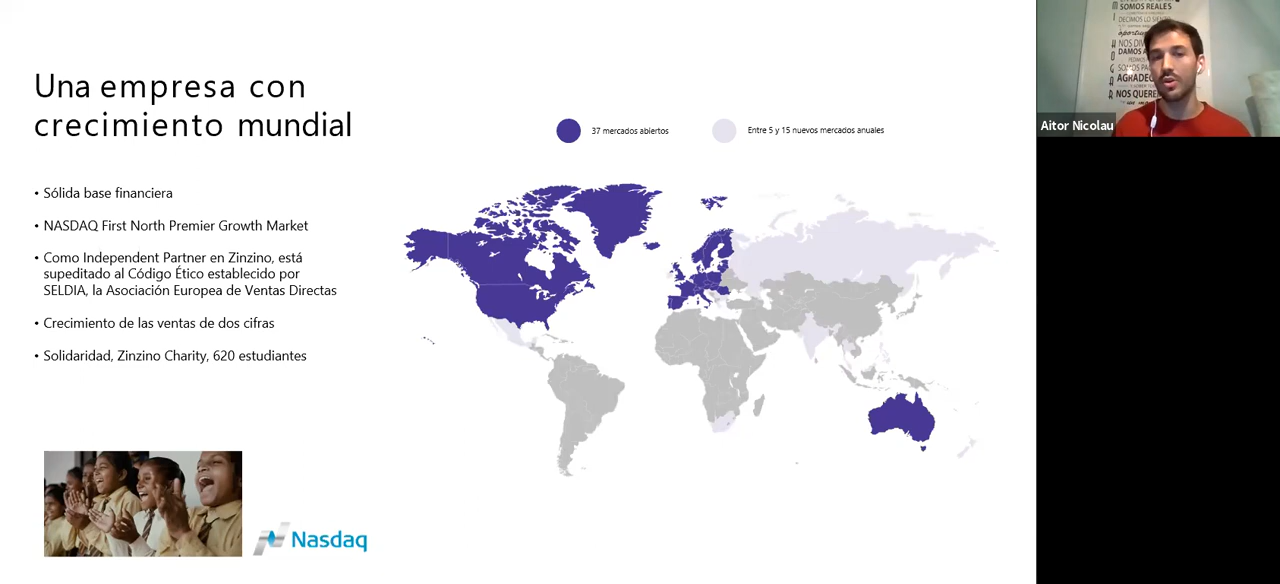 Una empresa con
crecimiento mundial
37 mercados abiertos
Entre 5 y 15 nuevos mercados anuales
• Sólida base financiera
• NASDAQ First North Premier Growth Market
• Como Independent Partner en Zinzino, está
supeditado al Código Ético establecido por
SELDIA, la Asociación Europea de Ventas Directas
• Crecimiento de las ventas de dos cifras
• Solidaridad, Zinzino Charity, 620 estudiantes
Nasdaq
SOMOS REALES
DECIMOS LO SIENTO
NOS DIV
DAMOS A
SOMOS PA
AGRADEC
NOS QUEREM
Aitor Nicolau